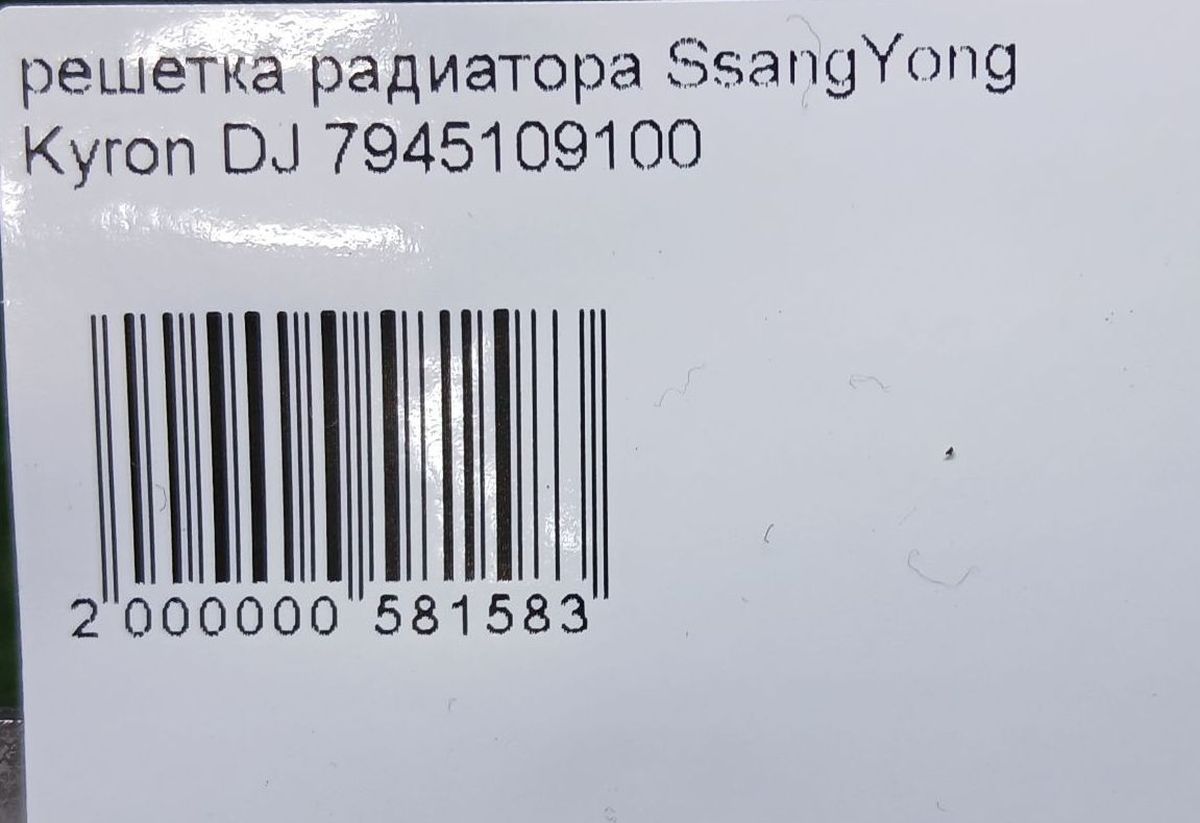 решетка радиатора SsangYong
Kyron DJ 7945109100
2 000000 581583